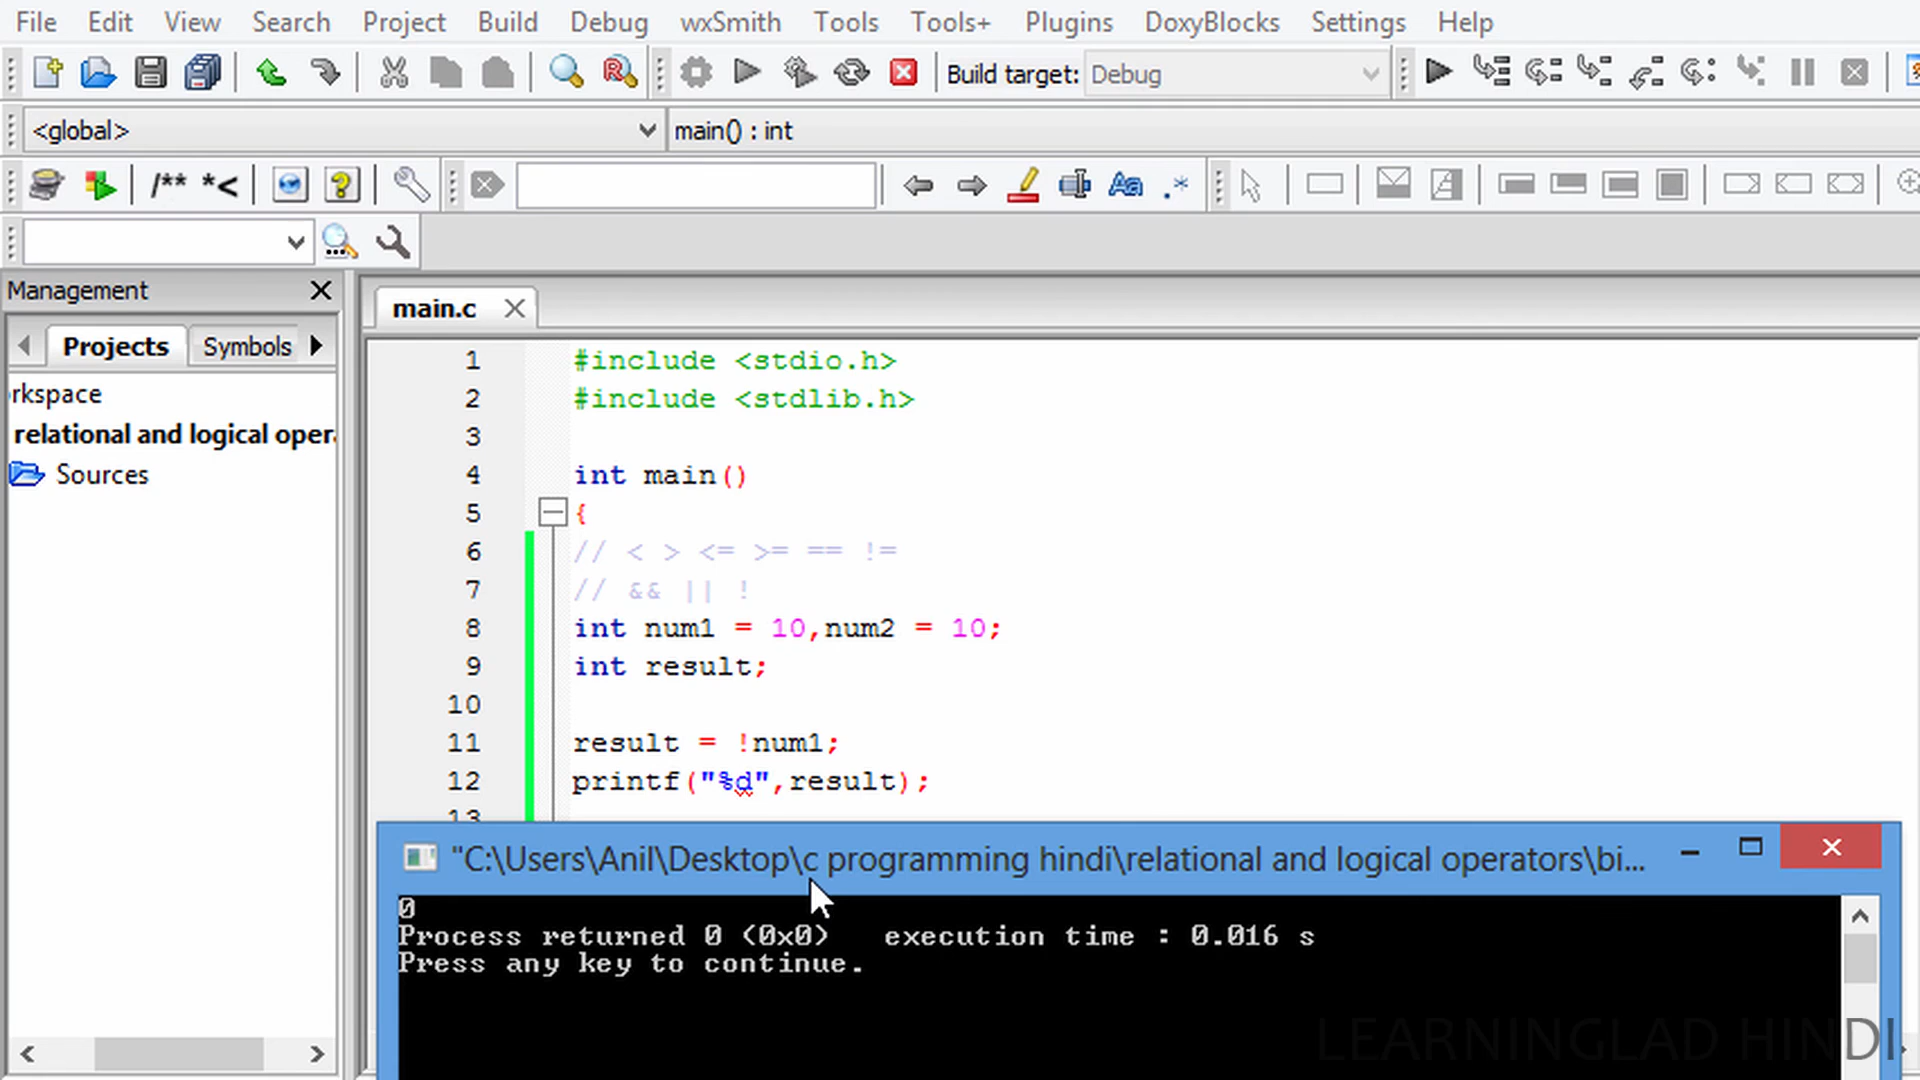 File Edit View Search Project Build Debug wxSmith Tools Tools+ Plugins DoxyBlocks Settings Help
Build target: Debug
<global> main() : int
/** *<
Management
main.c
Projects Symbols
rkspace
relational and logical oper
Sources
1 #include <stdio.h>
2 #include <stdlib.h>
3
4 int main()
5 {
6 // < > <= >= == !=
7 // && || !
8 int num1 = 10,num2 = 10;
9 int result;
10
11 result = !num1;
12 printf("%d",result);
13
"C:\Users\Anil\Desktop\c programming hindi\relational and logical operators\bi...
0
Process returned 0 (0x0) execution time : 0.016 s
Press any key to continue.
LEARNINGLAD HINDI